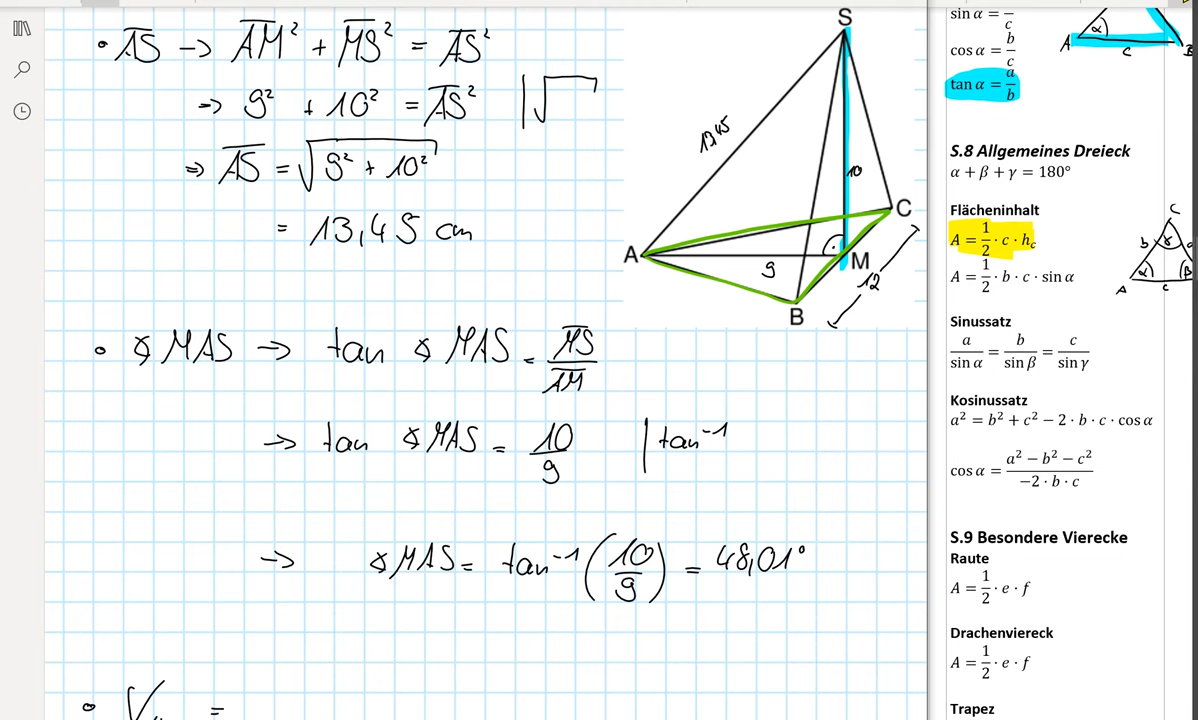 • AS → AM² + MS² = AS²
→ 9² + 10² = AS² | √
⇒ AS = √(9² + 10²)
= 13,45 cm
• ∢ MAS → tan ∢ MAS = MS/AM
→ tan ∢ MAS = 10/9 | tan⁻¹
→ ∢ MAS = tan⁻¹(10/9) = 48,01°
• V =
S
13,45
10
C
A
9
M
12
B
sin α = –/c
cos α = b/c
tan α = a/b
A
α
c
B
S.8 Allgemeines Dreieck
α + β + γ = 180°
Flächeninhalt
A = 1/2 · c · h_c
A = 1/2 · b · c · sin α
C
b
γ
a
α
β
A
c
Sinussatz
a/sin α = b/sin β = c/sin γ
Kosinussatz
a² = b² + c² − 2 · b · c · cos α
cos α = (a² − b² − c²)/(−2 · b · c)
S.9 Besondere Vierecke
Raute
A = 1/2 · e · f
Drachenviereck
A = 1/2 · e · f
Trapez